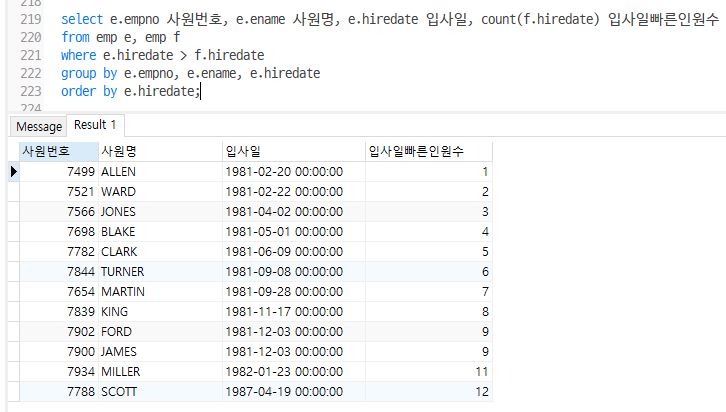 218
219 select e.empno 사원번호, e.ename 사원명, e.hiredate 입사일, count(f.hiredate) 입사일빠른인원수
220 from emp e, emp f
221 where e.hiredate > f.hiredate
222 group by e.empno, e.ename, e.hiredate
223 order by e.hiredate;
224
Message Result 1
사원번호 사원명 입사일 입사일빠른인원수
7499 ALLEN 1981-02-20 00:00:00 1
7521 WARD 1981-02-22 00:00:00 2
7566 JONES 1981-04-02 00:00:00 3
7698 BLAKE 1981-05-01 00:00:00 4
7782 CLARK 1981-06-09 00:00:00 5
7844 TURNER 1981-09-08 00:00:00 6
7654 MARTIN 1981-09-28 00:00:00 7
7839 KING 1981-11-17 00:00:00 8
7902 FORD 1981-12-03 00:00:00 9
7900 JAMES 1981-12-03 00:00:00 9
7934 MILLER 1982-01-23 00:00:00 11
7788 SCOTT 1987-04-19 00:00:00 12